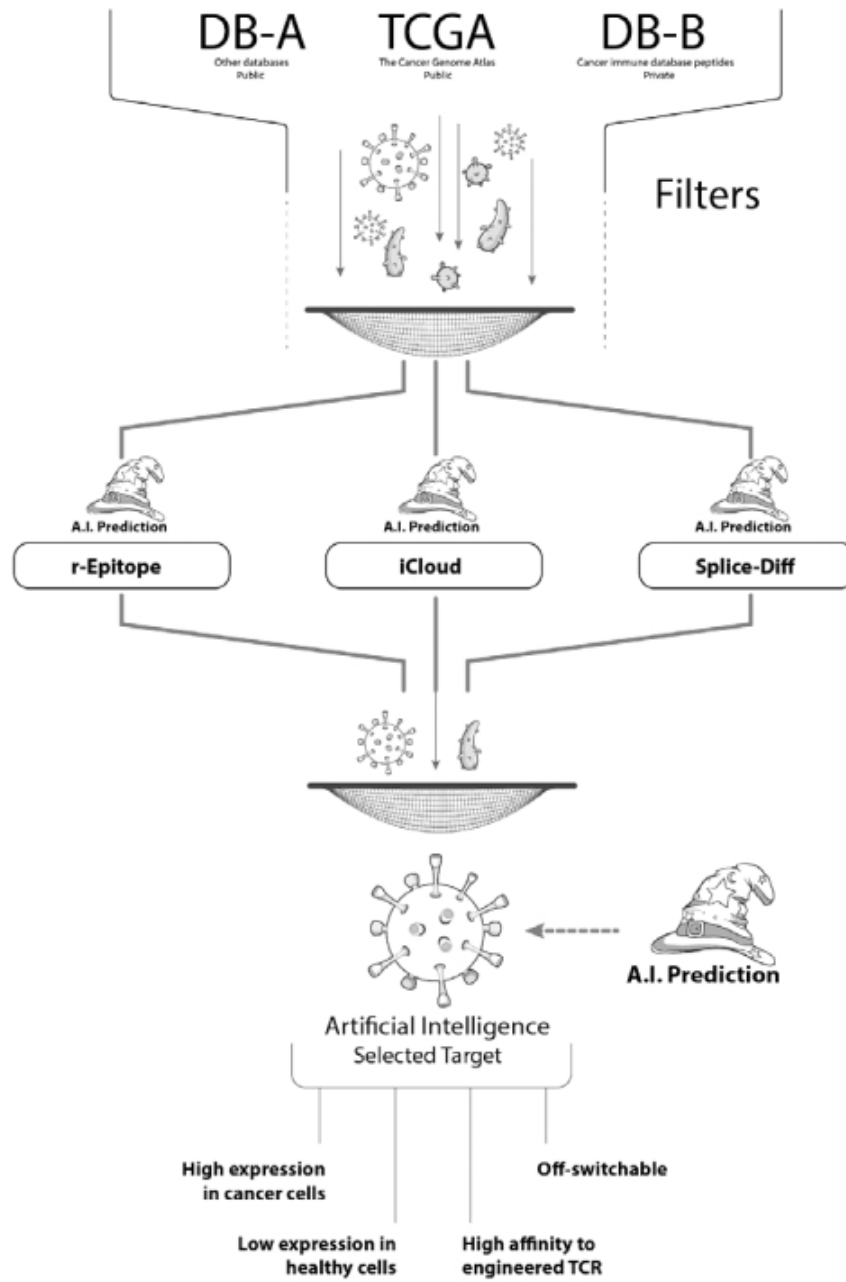 DB-A
Other databases
Public
TCGA
The Cancer Genome Atlas
Public
DB-B
Cancer immune database peptides
Private
Filters
A.I. Prediction
r-Epitope
A.I. Prediction
iCloud
A.I. Prediction
Splice-Diff
A.I. Prediction
Artificial Intelligence
Selected Target
High expression
in cancer cells
Off-switchable
Low expression in
healthy cells
High affinity to
engineered TCR